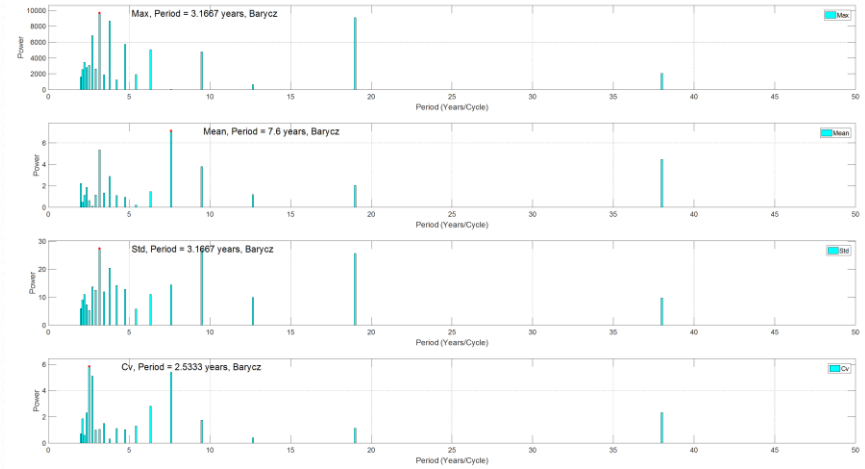 Max, Period = 3.1667 years, Barycz
Max
Power
10000
8000
6000
4000
2000
0
0 5 10 15 20 25 30 35 40 45 50
Period (Years/Cycle)
Mean, Period = 7.6 years, Barycz
Mean
Power
6
4
2
0
0 5 10 15 20 25 30 35 40 45 50
Period (Years/Cycle)
Std, Period = 3.1667 years, Barycz
Std
Power
30
20
10
0
0 5 10 15 20 25 30 35 40 45 50
Period (Years/Cycle)
Cv, Period = 2.5333 years, Barycz
Cv
Power
6
4
2
0
0 5 10 15 20 25 30 35 40 45 50
Period (Years/Cycle)